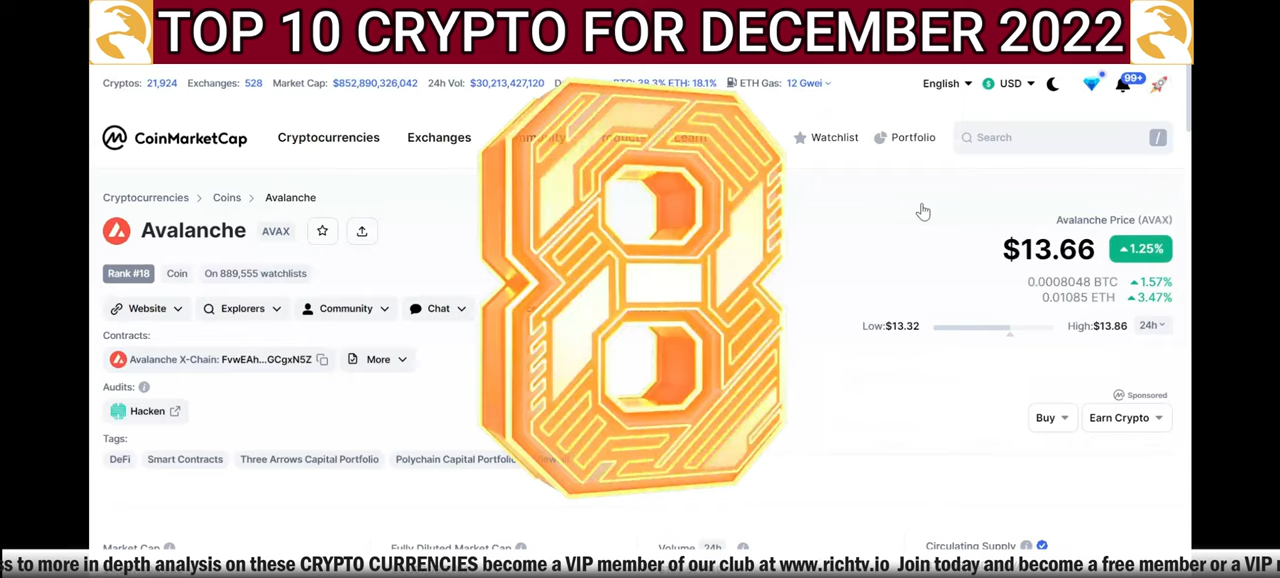 TOP 10 CRYPTO FOR DECEMBER 2022
Cryptos: 21,924 Exchanges: 528 Market Cap: $852,890,326,042 24h Vol: $30,213,427,120 ETH: 18.1% ETH Gas: 12 Gwei English USD 99+
CoinMarketCap Cryptocurrencies Exchanges Watchlist Portfolio Search /
Cryptocurrencies > Coins > Avalanche
8
Avalanche AVAX
Avalanche Price (AVAX)
$13.66 1.25%
Rank #18 Coin On 889,555 watchlists
0.0008048 BTC 1.57%
0.01085 ETH 3.47%
Website Explorers Community Chat
Low:$13.32 High:$13.86 24h
Contracts:
Avalanche X-Chain: FvwEAh...GCgxN5Z More
Audits:
Sponsored
Hacken
Buy Earn Crypto
Tags:
DeFi Smart Contracts Three Arrows Capital Portfolio Polychain Capital Portfolio
Market Cap Fully Diluted Market Cap Volume 24h Circulating Supply
ss to more in depth analysis on these CRYPTO CURRENCIES become a VIP member of our club at www.richtv.io Join today and become a free member or a VIP